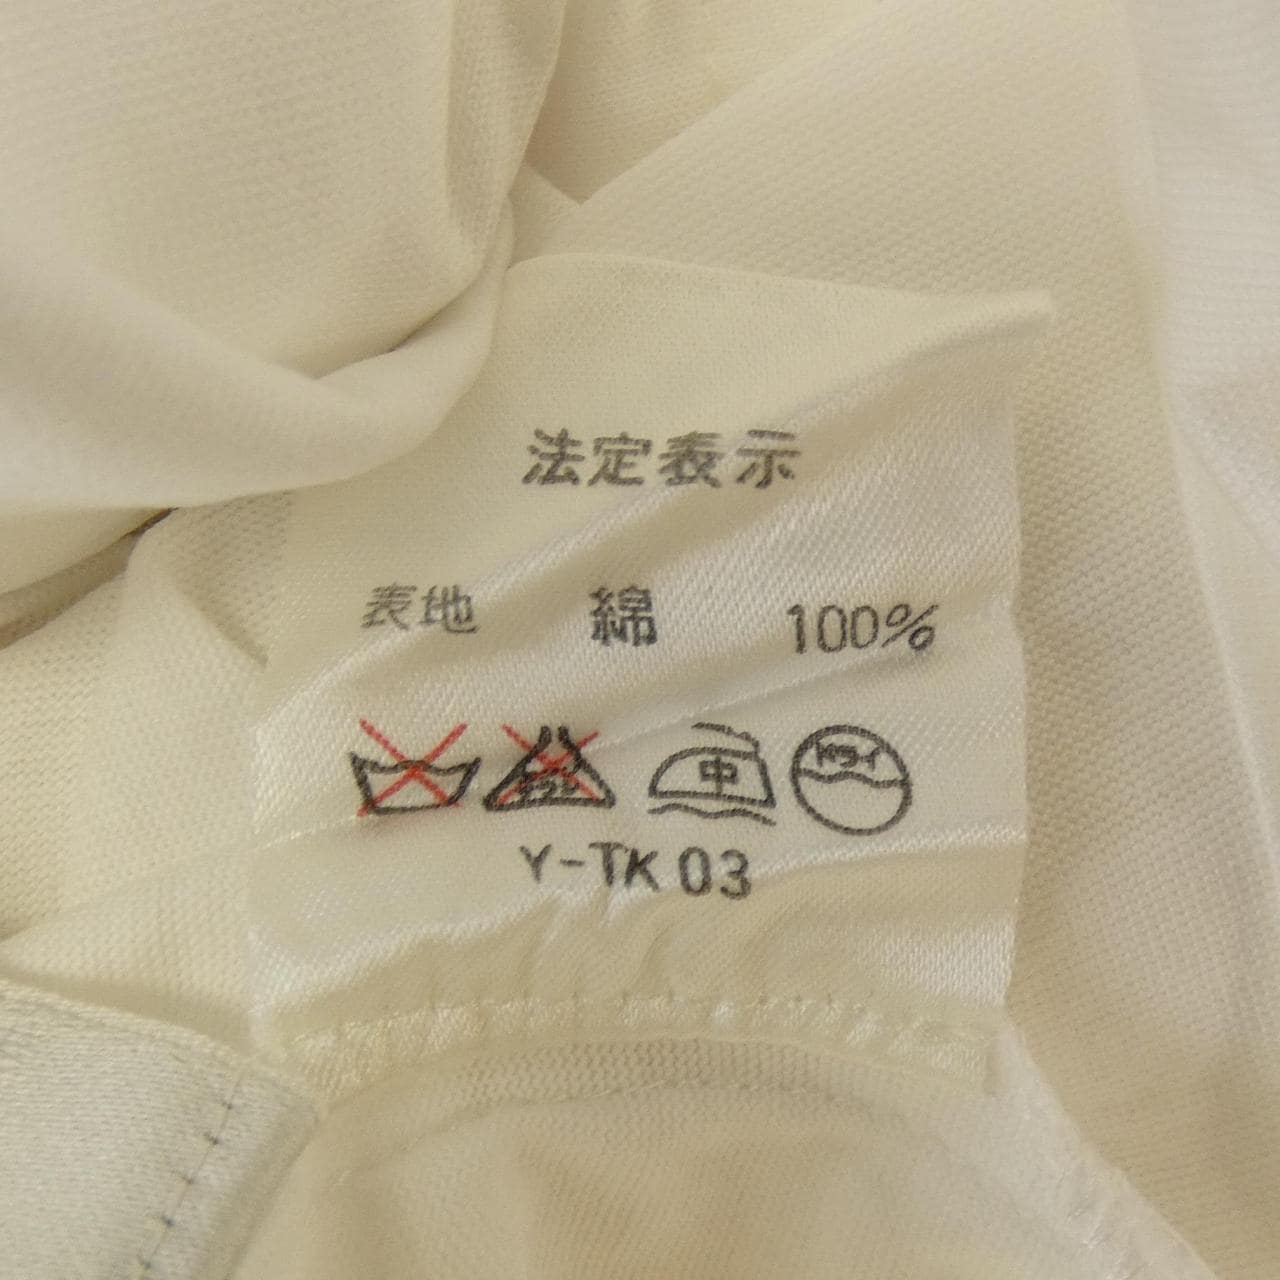 法定表示
表地 綿 100%
中 ドライ
Y-TK 03